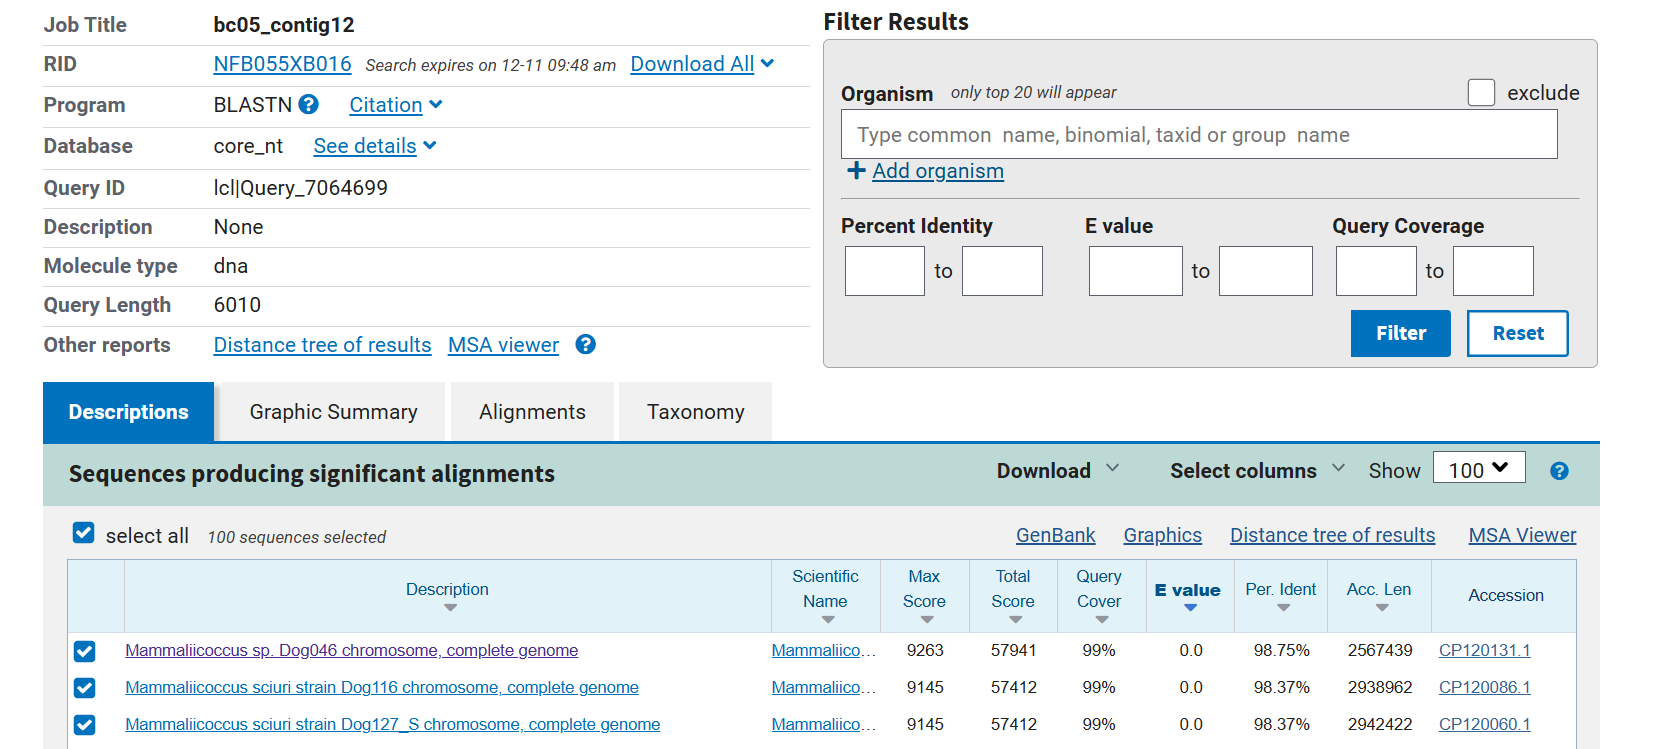 Job Title bc05_contig12
RID NFB055XB016 Search expires on 12-11 09:48 am Download All
Program BLASTN ? Citation
Database core_nt See details
Query ID lcl|Query_7064699
Description None
Molecule type dna
Query Length 6010
Other reports Distance tree of results MSA viewer ?
Filter Results
Organism only top 20 will appear exclude
Type common name, binomial, taxid or group name
+ Add organism
Percent Identity E value Query Coverage
to to to
Filter Reset
Descriptions Graphic Summary Alignments Taxonomy
Sequences producing significant alignments Download Select columns Show 100 ?
select all 100 sequences selected GenBank Graphics Distance tree of results MSA Viewer
Description Scientific Name Max Score Total Score Query Cover E value Per. Ident Acc. Len Accession
Mammaliicoccus sp. Dog046 chromosome, complete genome Mammaliico... 9263 57941 99% 0.0 98.75% 2567439 CP120131.1
Mammaliicoccus sciuri strain Dog116 chromosome, complete genome Mammaliico... 9145 57412 99% 0.0 98.37% 2938962 CP120086.1
Mammaliicoccus sciuri strain Dog127_S chromosome, complete genome Mammaliico... 9145 57412 99% 0.0 98.37% 2942422 CP120060.1